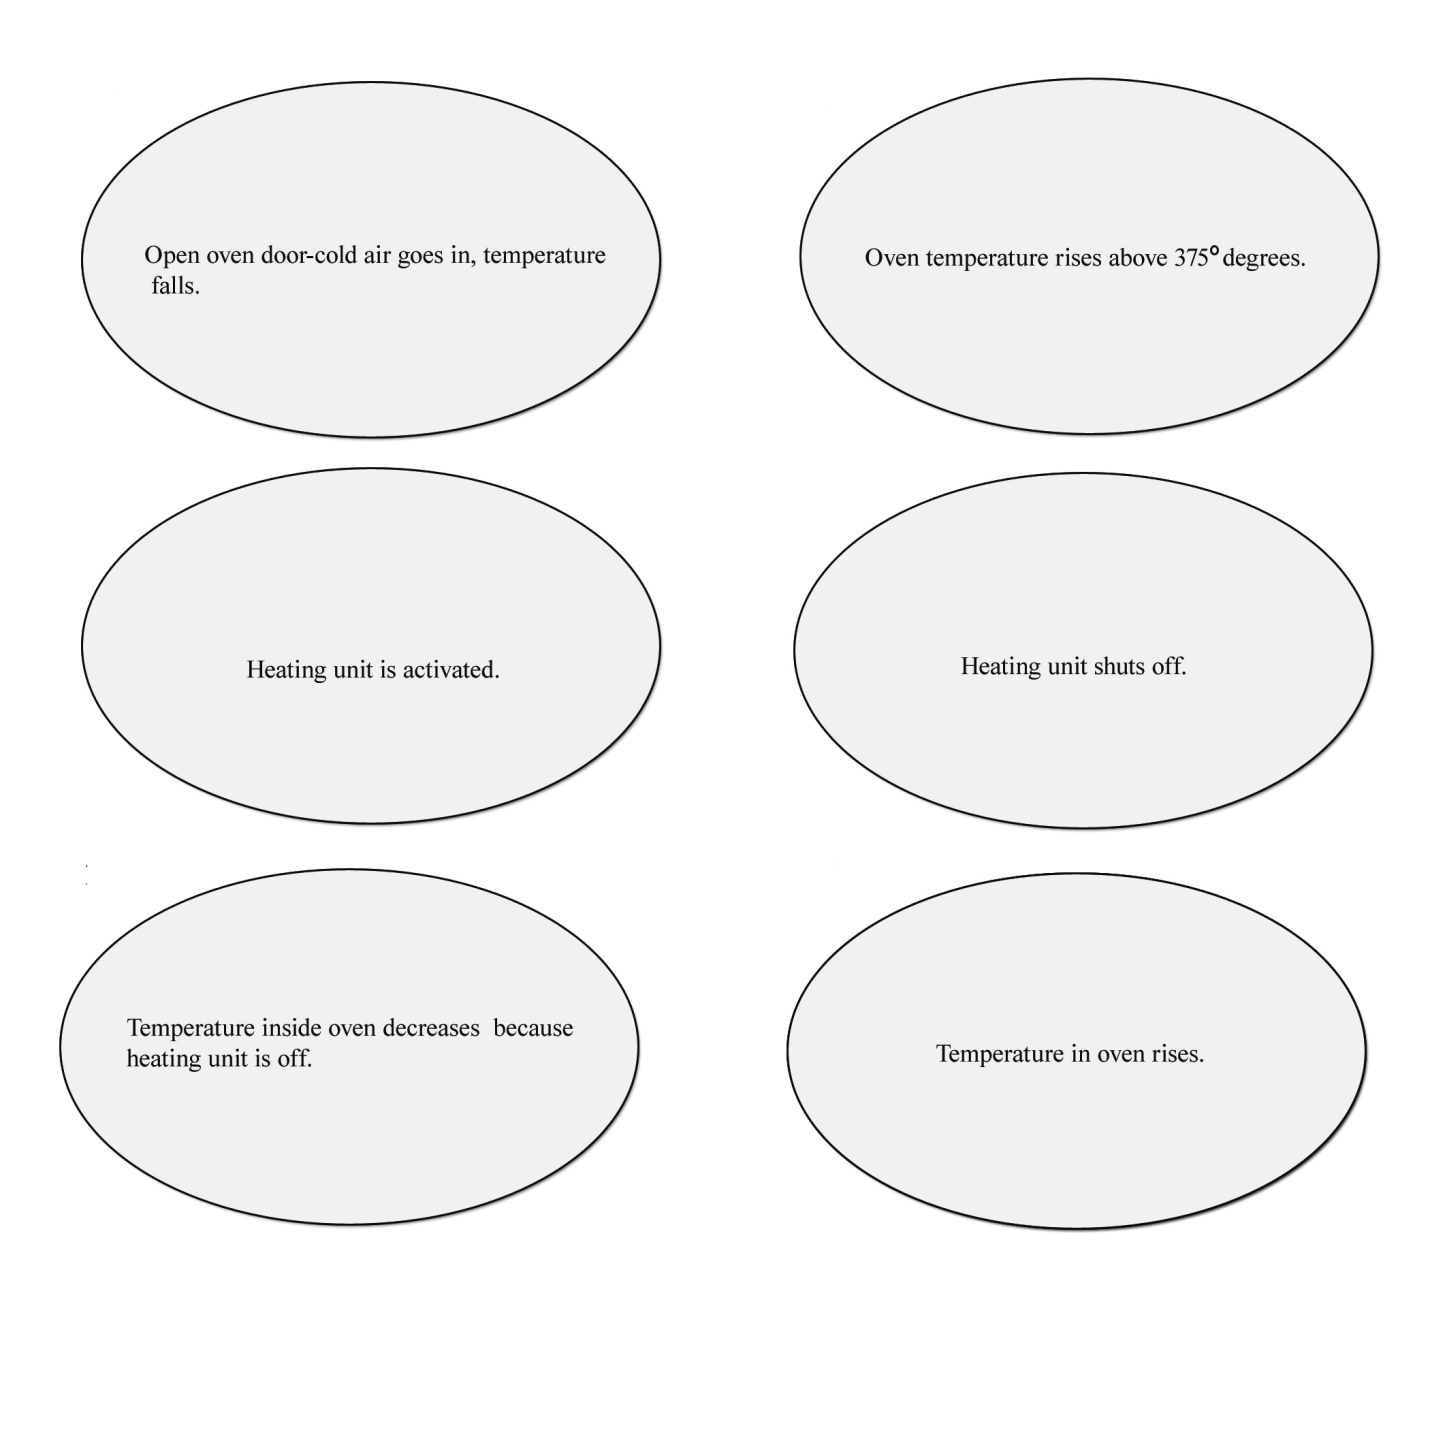 Open oven door-cold air goes in, temperature
falls.
Oven temperature rises above 375° degrees.
Heating unit is activated.
Heating unit shuts off.
Temperature inside oven decreases  because
heating unit is off.
Temperature in oven rises.